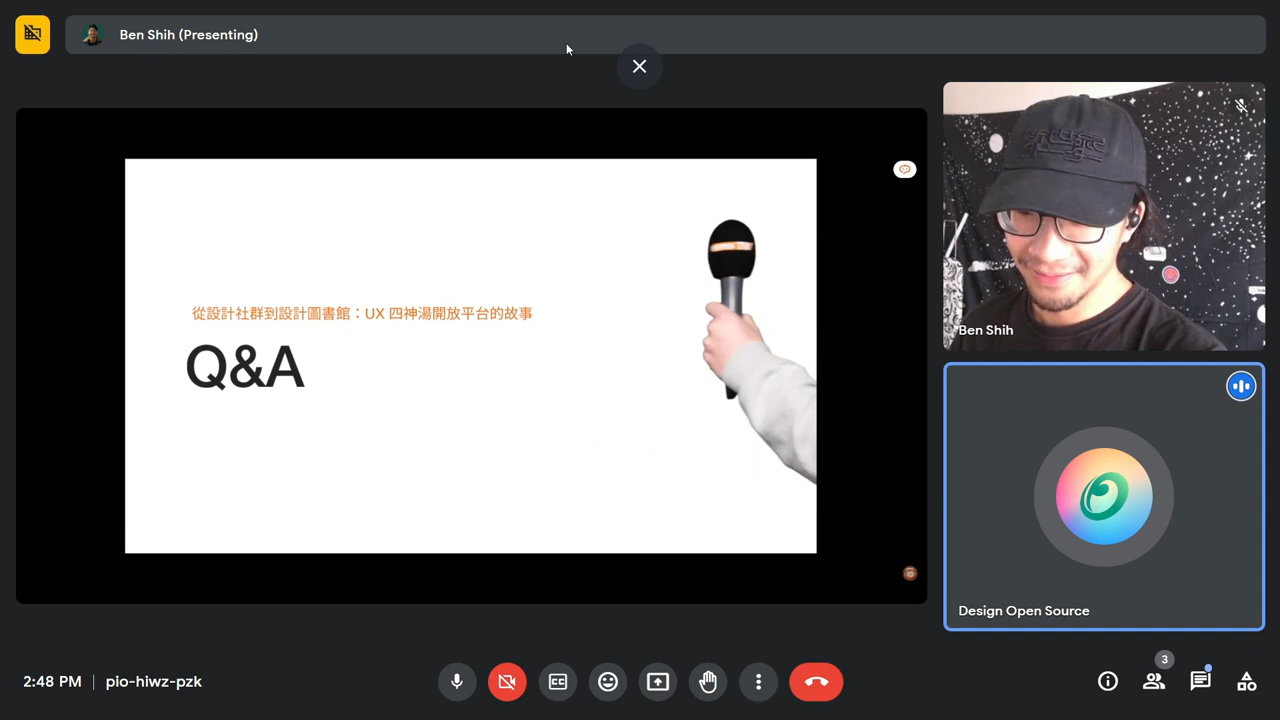 Ben Shih (Presenting)
從設計社群到設計圖書館：UX 四神湯開放平台的故事
Q&A
Ben Shih
Design Open Source
2:48 PM | pio-hiwz-pzk
3